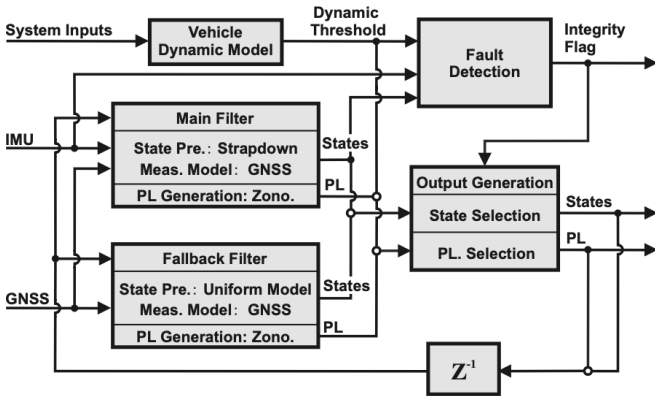 System Inputs
Vehicle
Dynamic Model
Dynamic
Threshold
Fault
Detection
Integrity
Flag
IMU
Main Filter
State Pre.: Strapdown
Meas. Model: GNSS
PL Generation: Zono.
States
PL
Output Generation
State Selection
PL. Selection
States
PL
GNSS
Fallback Filter
State Pre.: Uniform Model
Meas. Model: GNSS
PL Generation: Zono.
States
PL
Z-1